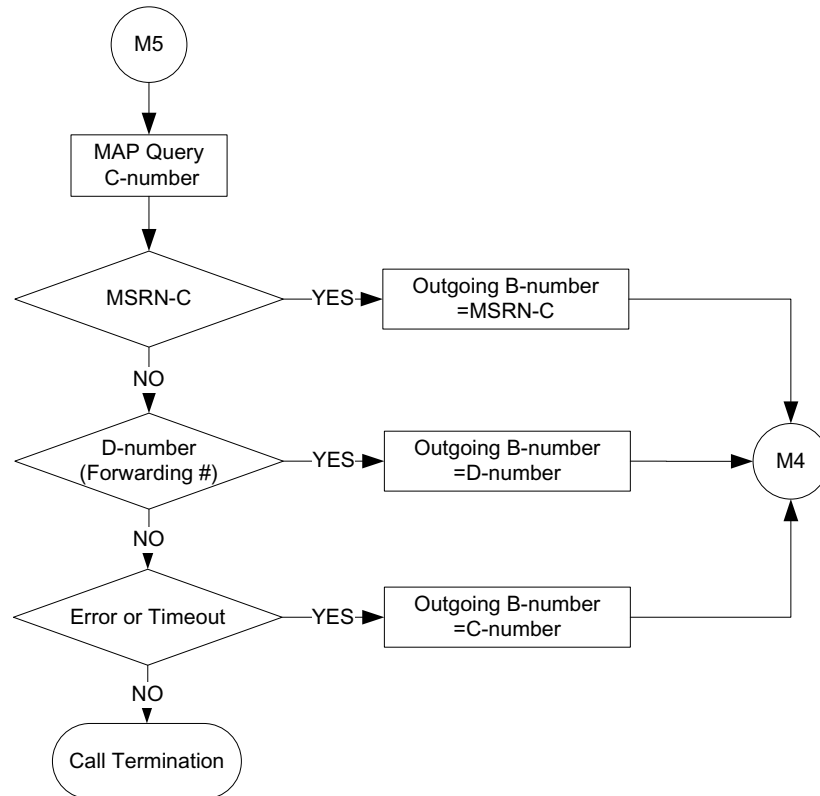 M5
MAP Query
C-number
MSRN-C
YES
Outgoing B-number
=MSRN-C
NO
D-number
(Forwarding #)
YES
Outgoing B-number
=D-number
M4
NO
Error or Timeout
YES
Outgoing B-number
=C-number
NO
Call Termination